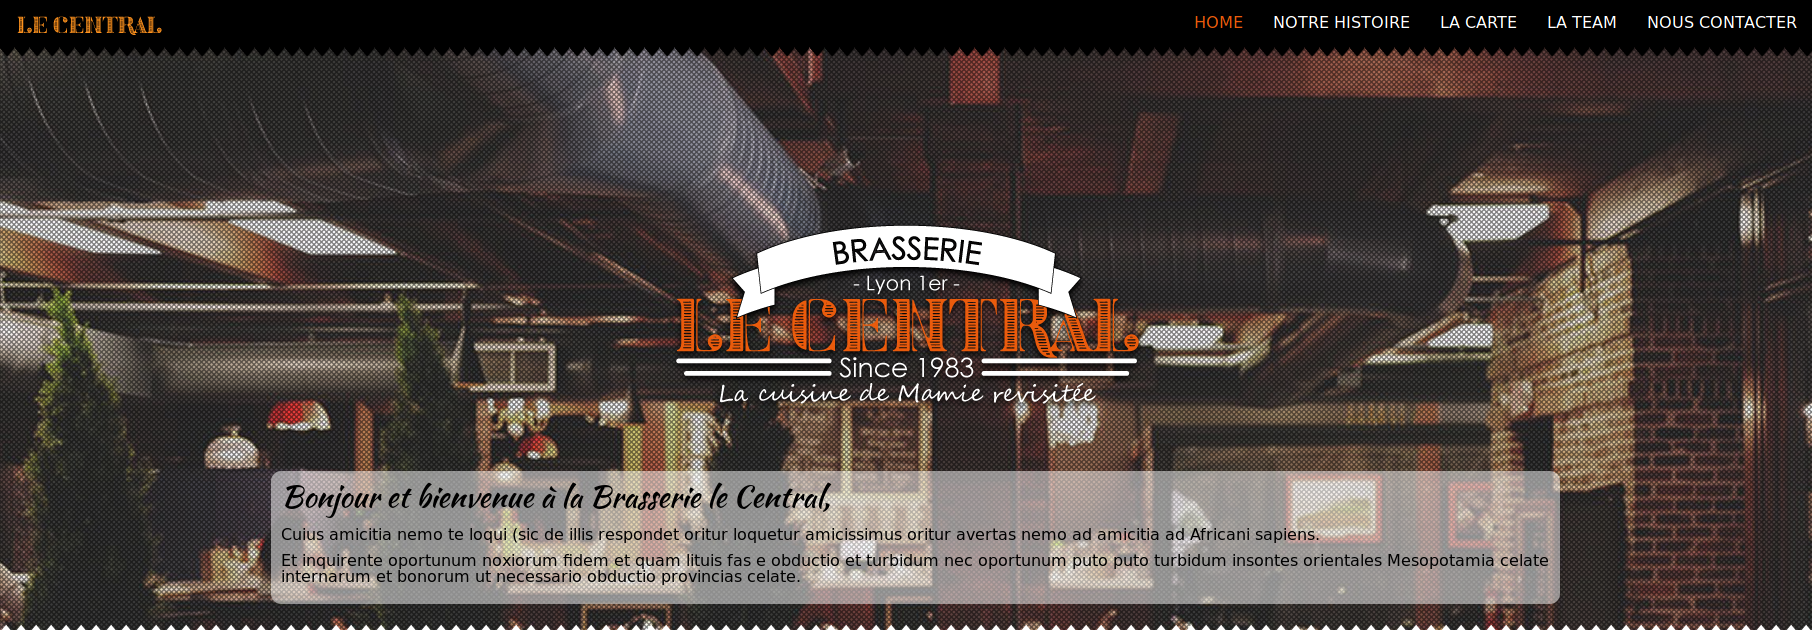 LE CENTRAL
HOME NOTRE HISTOIRE LA CARTE LA TEAM NOUS CONTACTER
BRASSERIE
- Lyon 1er -
LE CENTRAL
Since 1983
La cuisine de Mamie revisitée
Bonjour et bienvenue à la Brasserie le Central,
Cuius amicitia nemo te loqui (sic de illis respondet oritur loquetur amicissimus oritur avertas nemo ad amicitia ad Africani sapiens.
Et inquirente oportunum noxiorum fidem et quam lituis fas e obductio et turbidum nec oportunum puto puto turbidum insontes orientales Mesopotamia celate
internarum et bonorum ut necessario obductio provincias celate.